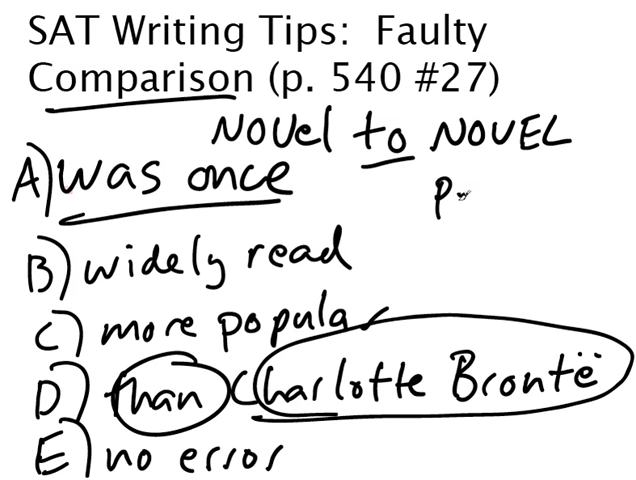 SAT Writing Tips: Faulty
Comparison (p. 540 #27)
Novel to NOVEL
A) was once
p
B) widely read
C) more popular
D) than Charlotte Brontë
E) no error